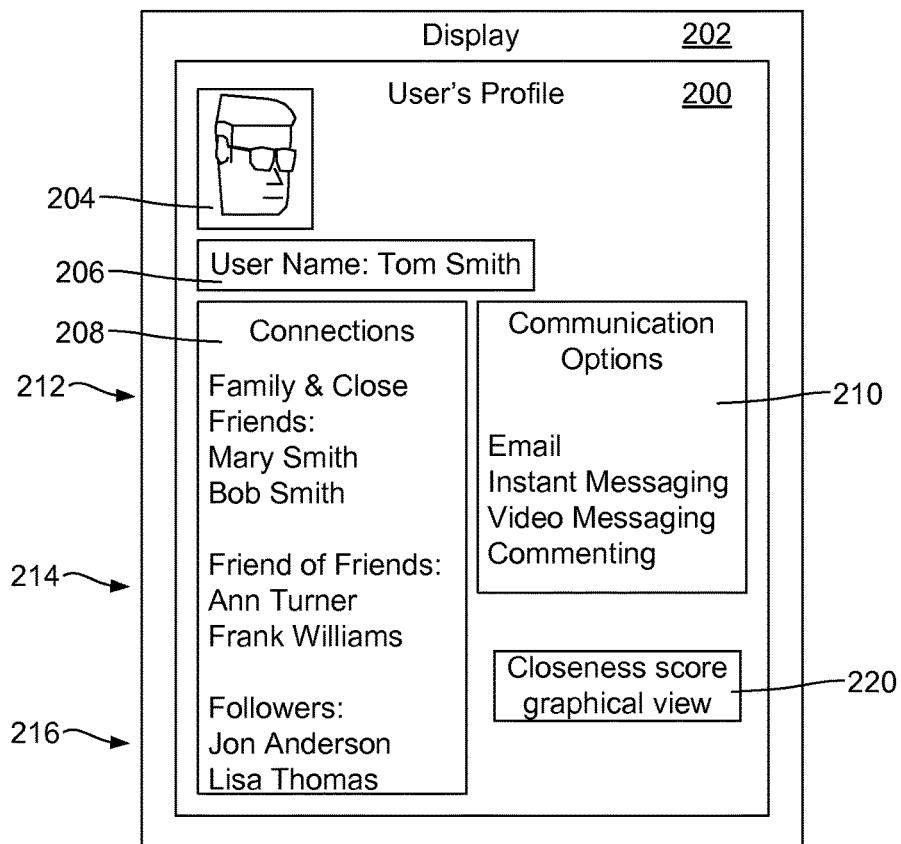 Display 202
User's Profile 200
204
User Name: Tom Smith
206
208 Connections
212
Family & Close
Friends:
Mary Smith
Bob Smith
214
Friend of Friends:
Ann Turner
Frank Williams
216
Followers:
Jon Anderson
Lisa Thomas
Communication
Options
210
Email
Instant Messaging
Video Messaging
Commenting
Closeness score
graphical view
220